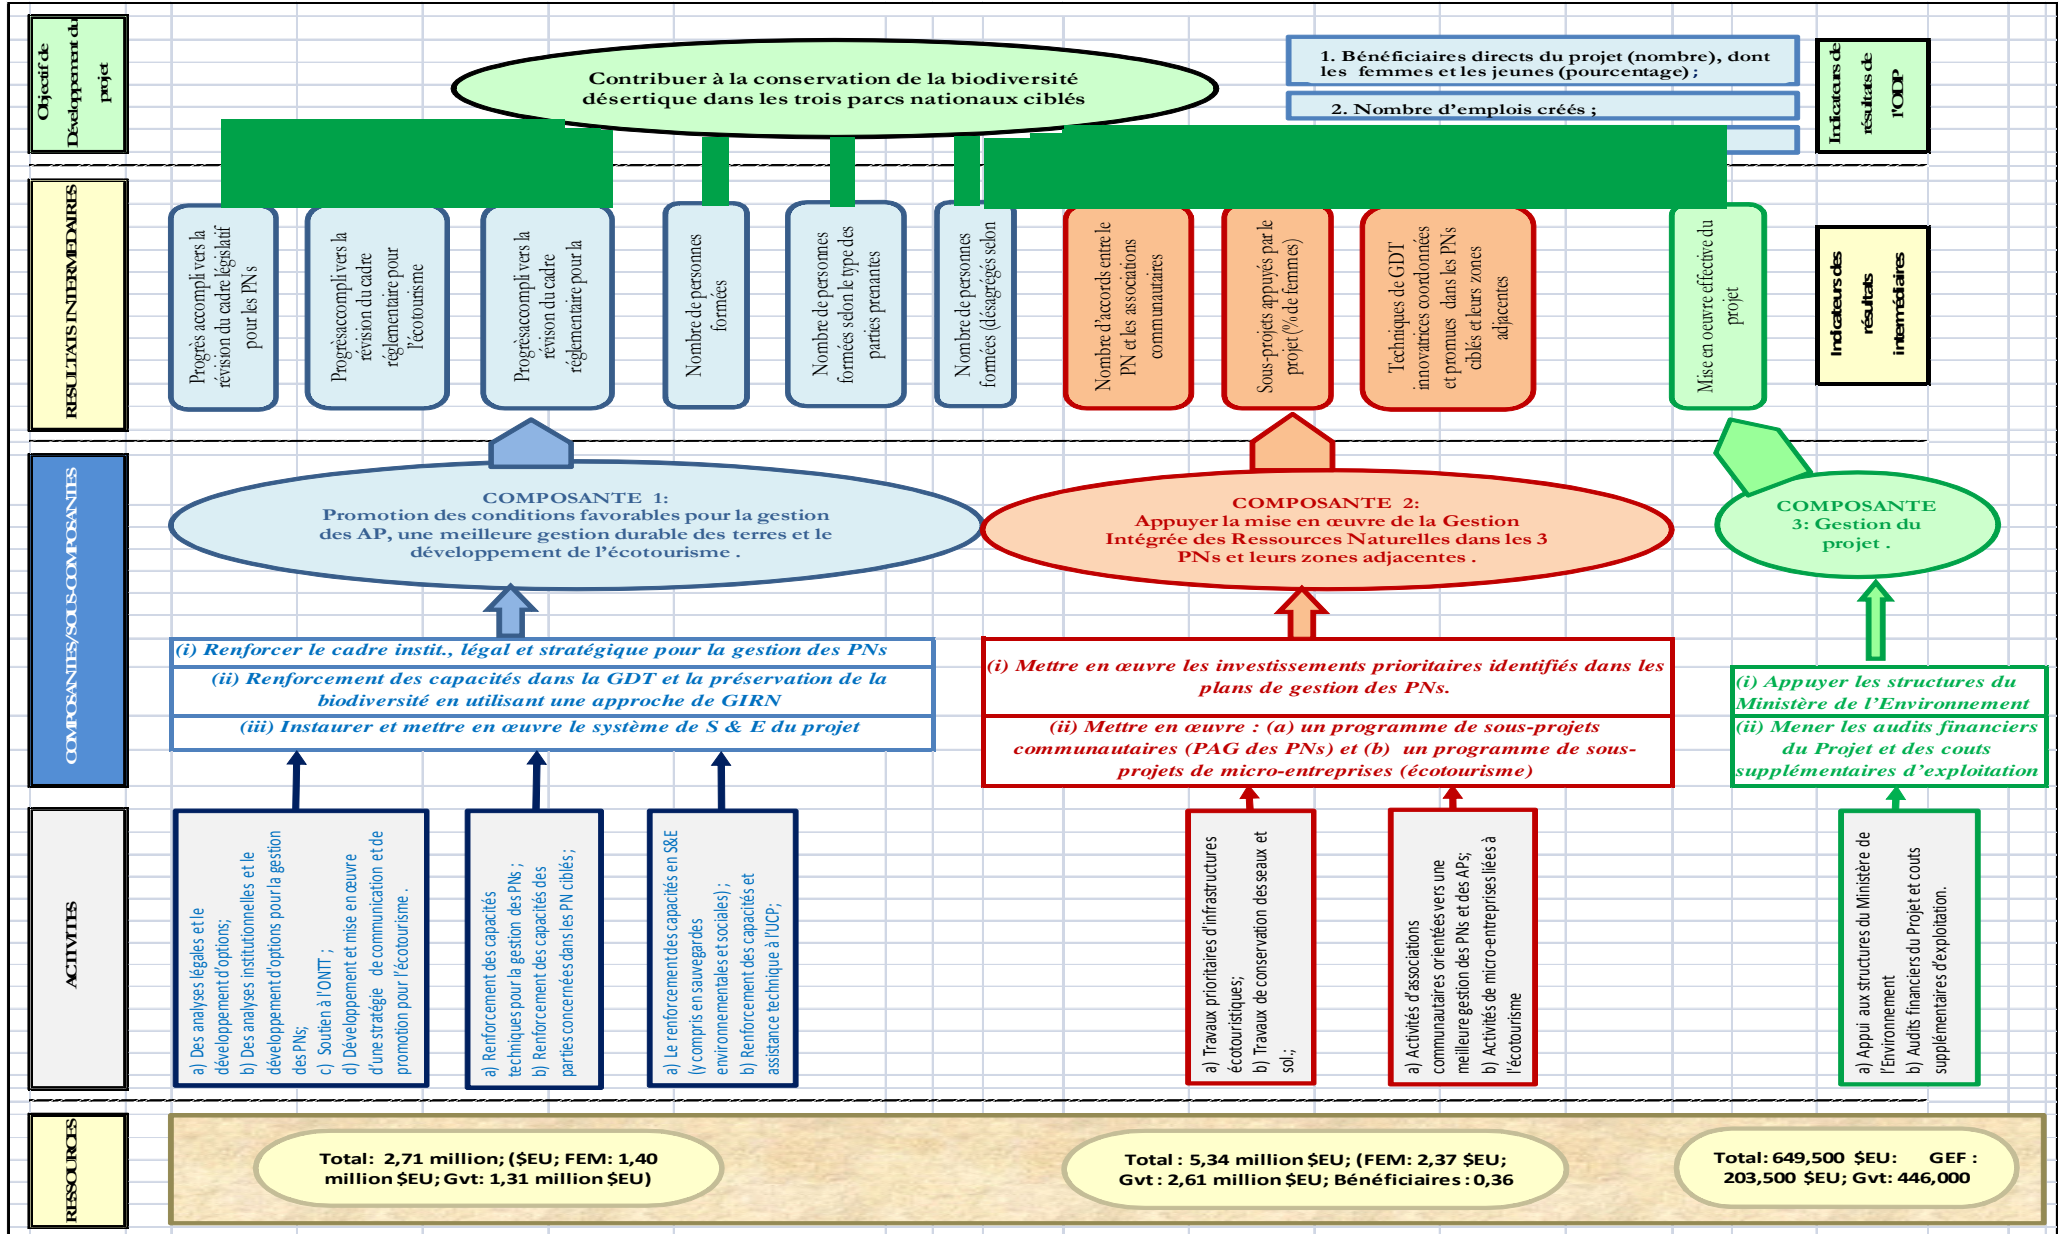 Objectif de
Développement du
projet
Contribuer à la conservation de la biodiversité
désertique dans les trois parcs nationaux ciblés
1. Bénéficiaires directs du projet (nombre), dont
les femmes et les jeunes (pourcentage) ;
2. Nombre d’emplois créés ;
Indicateurs de
résultats de
l'ODP
RESULTATS INTERMEDIAIRES
Progrès accompli vers la
révision du cadre législatif
pour les PNs
Progrèsaccompli vers la
révision du cadre
réglementaire pour
l'écotourisme
Progrèsaccompli vers la
révision du cadre
réglementaire pour la
Nombre de personnes
formées
Nombre de personnes
formées selon le type des
parties prenantes
Nombre de personnes
formées (désagrégés selon
Nombre d'accords entre le
PN et les associations
communautaires
Sous-projets appuyés par le
projet (% de femmes)
Techniques de GDT
innovatrices coordonnées
et promues dans les PNs
ciblés et leurs zones
adjacentes
Mise en oeuvre effective du
projet
Indicateurs des
résultats
intermédiaires
COMPOSANTES/SOUS-COMPOSANTES
COMPOSANTE 1:
Promotion des conditions favorables pour la gestion
des AP, une meilleure gestion durable des terres et le
développement de l’écotourisme .
COMPOSANTE 2:
Appuyer la mise en œuvre de la Gestion
Intégrée des Ressources Naturelles dans les 3
PNs et leurs zones adjacentes .
COMPOSANTE
3: Gestion du
projet .
(i) Renforcer le cadre instit., légal et stratégique pour la gestion des PNs
(ii) Renforcement des capacités dans la GDT et la préservation de la
biodiversité en utilisant une approche de GIRN
(iii) Instaurer et mettre en œuvre le système de S & E du projet
(i) Mettre en œuvre les investissements prioritaires identifiés dans les
plans de gestion des PNs.
(ii) Mettre en œuvre : (a) un programme de sous-projets
communautaires (PAG des PNs) et (b) un programme de sous-
projets de micro-entreprises (écotourisme)
(i) Appuyer les structures du
Ministère de l’Environnement
(ii) Mener les audits financiers
du Projet et des couts
supplémentaires d’exploitation
ACTIVITES
a) Des analyses légales et le
développement d'options;
b) Des analyses institutionnelles et le
développement d'options pour la gestion
des PNs;
c) Soutien à l'ONTT ;
d) Développement et mise en œuvre
d'une stratégie de communication et de
promotion pour l'écotourisme .
a) Renforcement des capacités
techniques pour la gestion des PNs ;
b) Renforcement des capacités des
parties concernées dans les PN ciblés ;
a) Le renforcement des capacités en S&E
(y compris en sauvegardes
environnementales et sociales) ;
b) Renforcement des capacités et
assistance technique à l'UCP;
a) Travaux prioritaires d'infrastructures
écotouristiques;
b) Travaux de conservation des eaux et
sol.;
a) Activités d'associations
communautaires orientées vers une
meilleure gestion des PNs et des APs;
b) Activités de micro-entreprises liées à
l'écotourisme
a) Appui aux structures du Ministère de
l'Environnement
b) Audits financiers du Projet et couts
supplémentaires d'exploitation.
RESSOURCES
Total: 2,71 million; ($EU; FEM: 1,40
million $EU; Gvt: 1,31 million $EU)
Total : 5,34 million $EU; (FEM: 2,37 $EU;
Gvt : 2,61 million $EU; Bénéficiaires : 0,36
Total: 649,500 $EU: GEF :
203,500 $EU; Gvt: 446,000